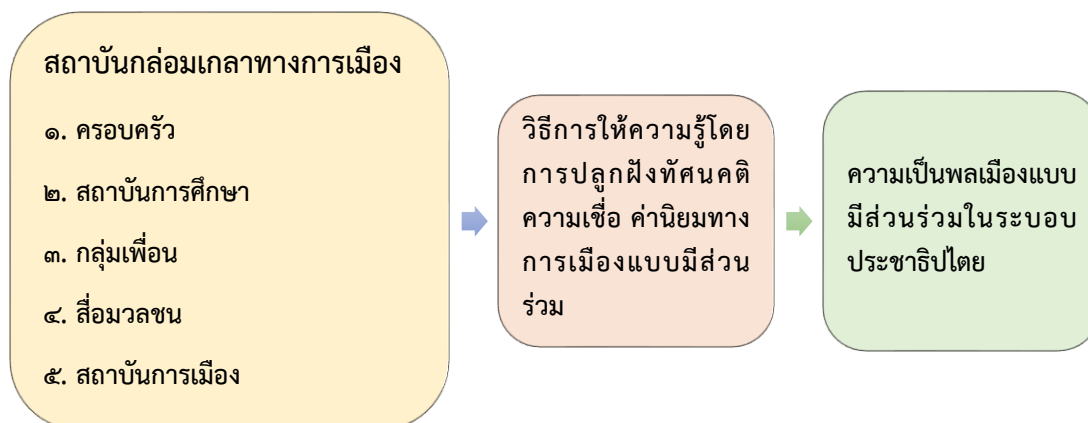 สถาบันกล่อมเกลาทางการเมือง
๑. ครอบครัว
๒. สถาบันการศึกษา
๓. กลุ่มเพื่อน
๔. สื่อมวลชน
๕. สถาบันการเมือง
วิธีการให้ความรู้โดย
การปลูกฝังทัศนคติ
ความเชื่อ ค่านิยมทาง
การเมืองแบบมีส่วน
ร่วม
ความเป็นพลเมืองแบบ
มีส่วนร่วมในระบอบ
ประชาธิปไตย